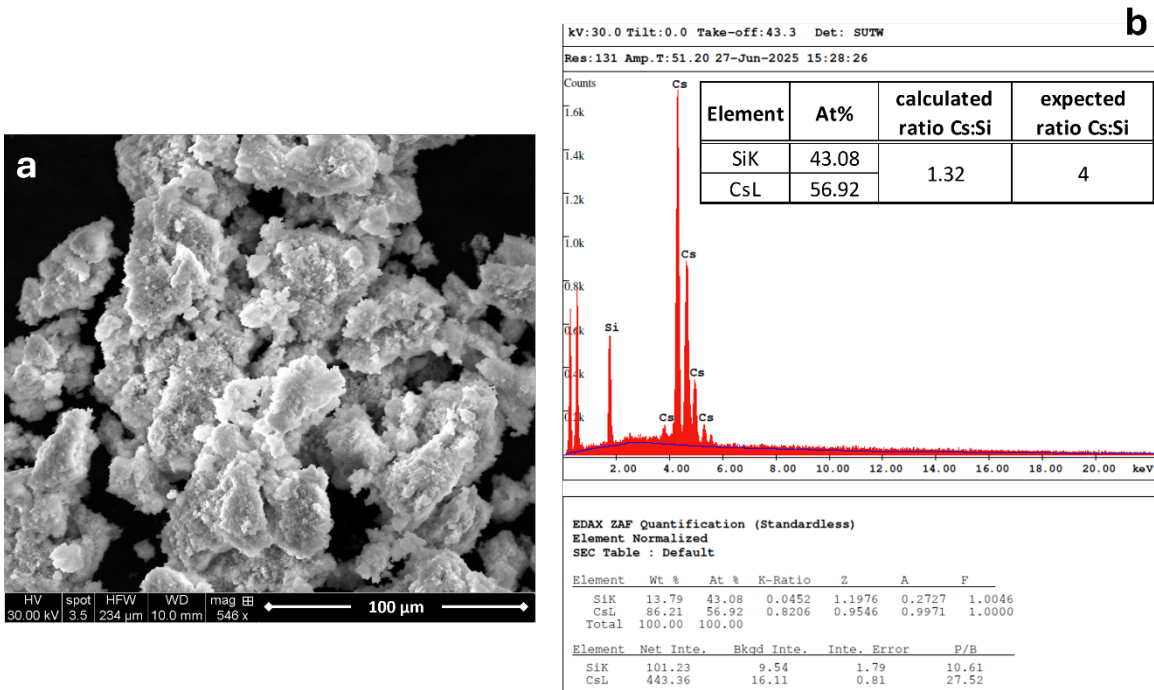 a
HV spot HFW WD mag ⊞
30.00 kV 3.5 234 µm 10.0 mm 546 x
100 µm
b
kV:30.0 Tilt:0.0 Take-off:43.3 Det: SUTW
Res:131 Amp.T:51.20 27-Jun-2025 15:28:26
Counts
1.6k
1.4k
1.2k
1.0k
0.8k
0.6k
0.4k
0.2k
Cs
Cs
Si
Cs
Cs
Cs
2.00 4.00 6.00 8.00 10.00 12.00 14.00 16.00 18.00 20.00 keV
Element At% calculated ratio Cs:Si expected ratio Cs:Si
SiK 43.08 1.32 4
CsL 56.92
EDAX ZAF Quantification (Standardless)
Element Normalized
SEC Table : Default
Element Wt % At % K-Ratio Z A F
SiK 13.79 43.08 0.0452 1.1976 0.2727 1.0046
CsL 86.21 56.92 0.8206 0.9546 0.9971 1.0000
Total 100.00 100.00
Element Net Inte. Bkgd Inte. Inte. Error P/B
SiK 101.23 9.54 1.79 10.61
CsL 443.36 16.11 0.81 27.52